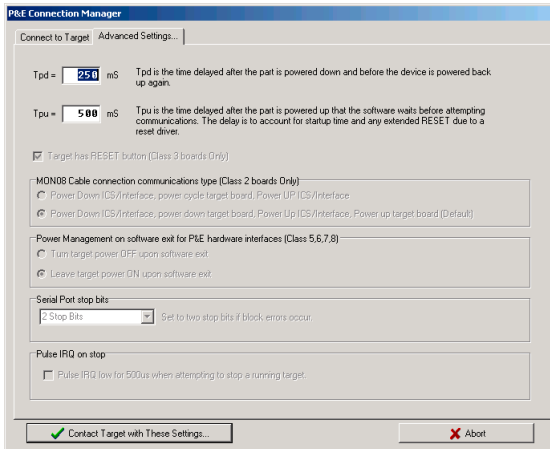 P&E Connection Manager
Connect to Target
Advanced Settings...
Tpd = 250 mS
Tpd is the time delayed after the part is powered down and before the device is powered back
up again.
Tpu = 500 mS
Tpu is the time after the part is powered up that the software waits before attempting
communications. The delay is to account for startup time and any extended RESET due to a
reset driver.
Target has RESET button (Class 3 boards Only)
MON08 Cable connection communications type (Class 2 boards Only)
Power Down ICS/Interface, power cycle target board, Power UP ICS/Interface
Power Down ICS/Interface, power down target board, Power Up ICS/Interface, Power up target board (Default)
Power Management on software exit for P&E hardware interfaces (Class 5,6,7,8)
Turn target power OFF upon software exit
Leave target power ON upon software exit
Serial Port stop bits
2 Stop Bits
Set to two stop bits if block errors occur.
Pulse IRQ on stop
Pulse IRQ low for 500us when attempting to stop a running target.
Contact Target with These Settings...
Abort